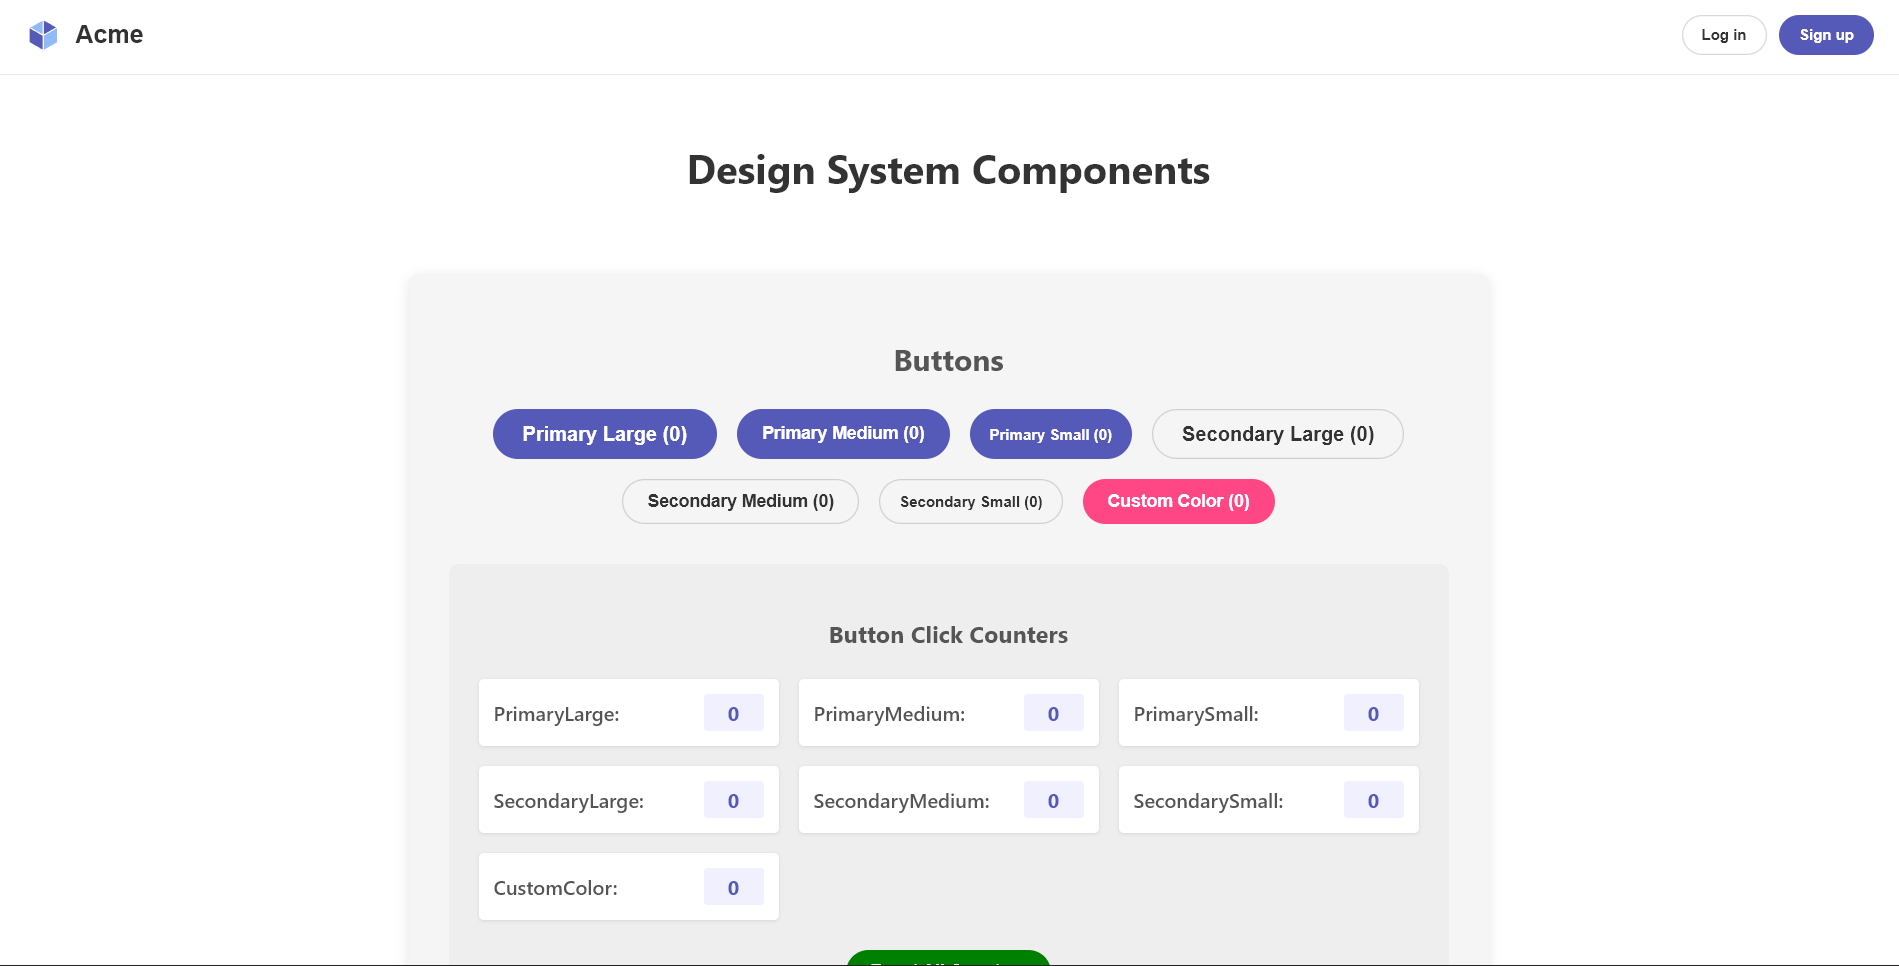 Acme
Log in
Sign up
Design System Components
Buttons
Primary Large (0)
Primary Medium (0)
Primary Small (0)
Secondary Large (0)
Secondary Medium (0)
Secondary Small (0)
Custom Color (0)
Button Click Counters
PrimaryLarge: 0
PrimaryMedium: 0
PrimarySmall: 0
SecondaryLarge: 0
SecondaryMedium: 0
SecondarySmall: 0
CustomColor: 0